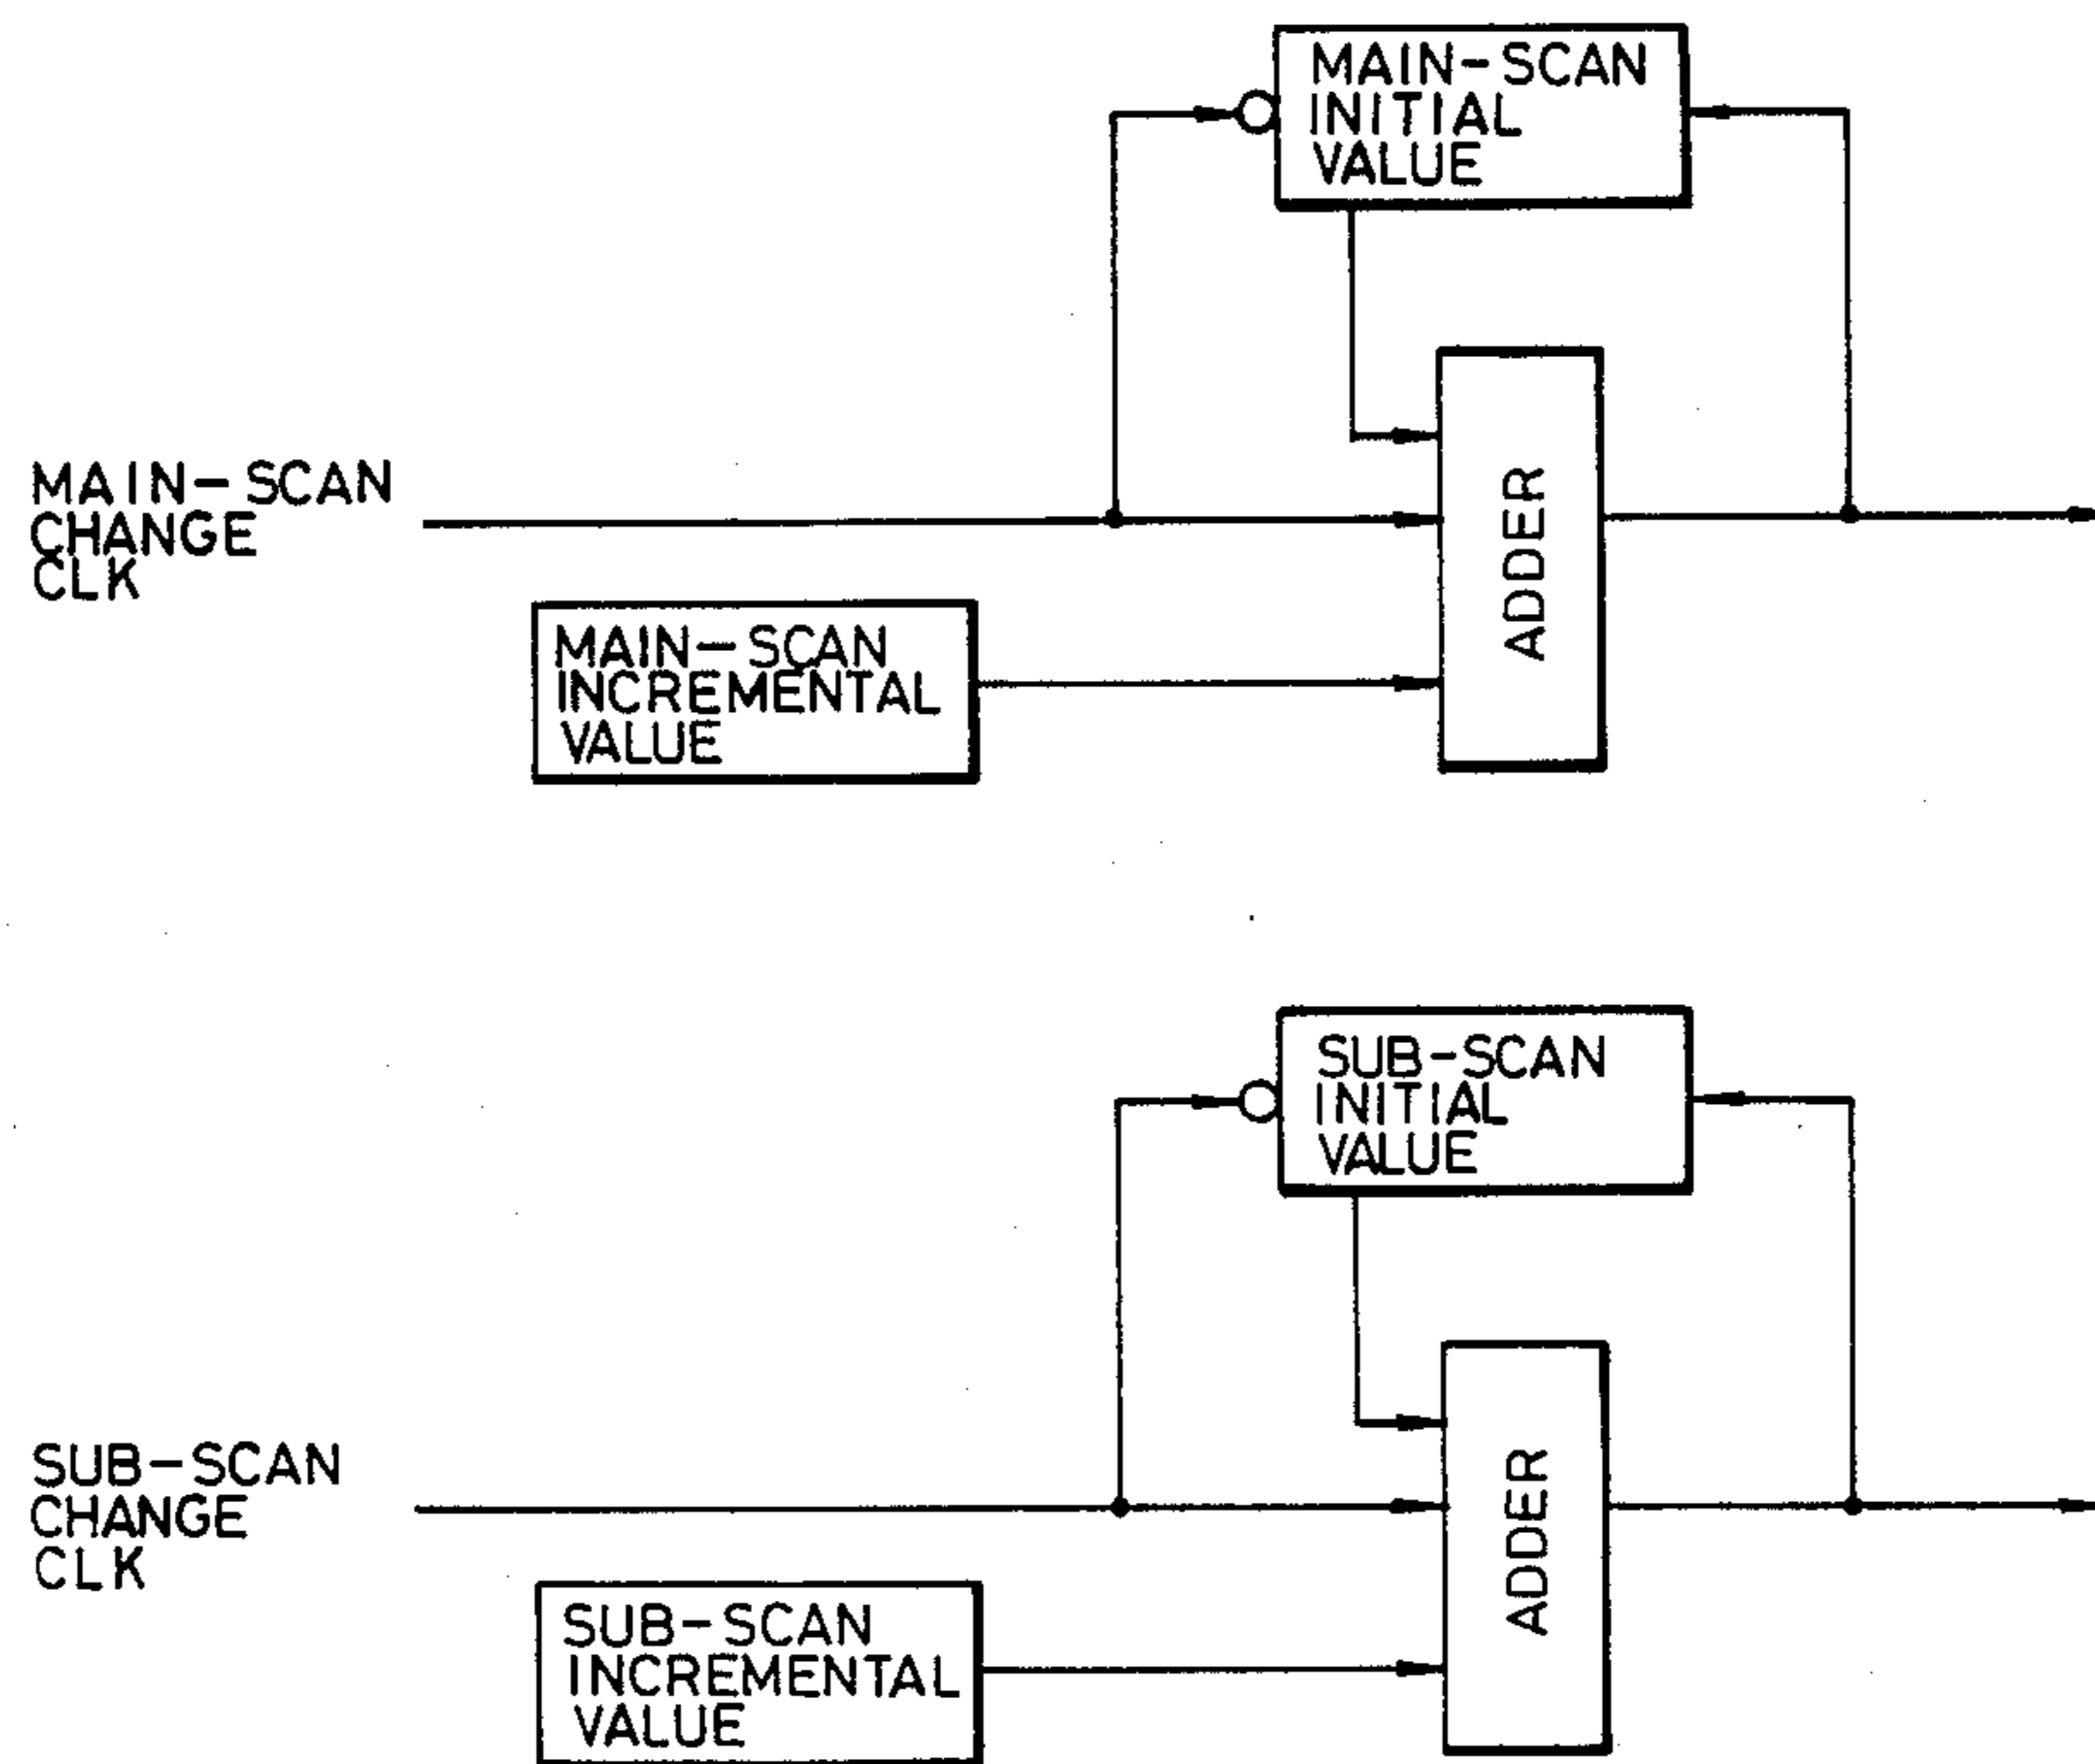 MAIN-SCAN
INITIAL
VALUE
MAIN-SCAN
CHANGE
CLK
ADDER
MAIN-SCAN
INCREMENTAL
VALUE
SUB-SCAN
INITIAL
VALUE
SUB-SCAN
CHANGE
CLK
ADDER
SUB-SCAN
INCREMENTAL
VALUE